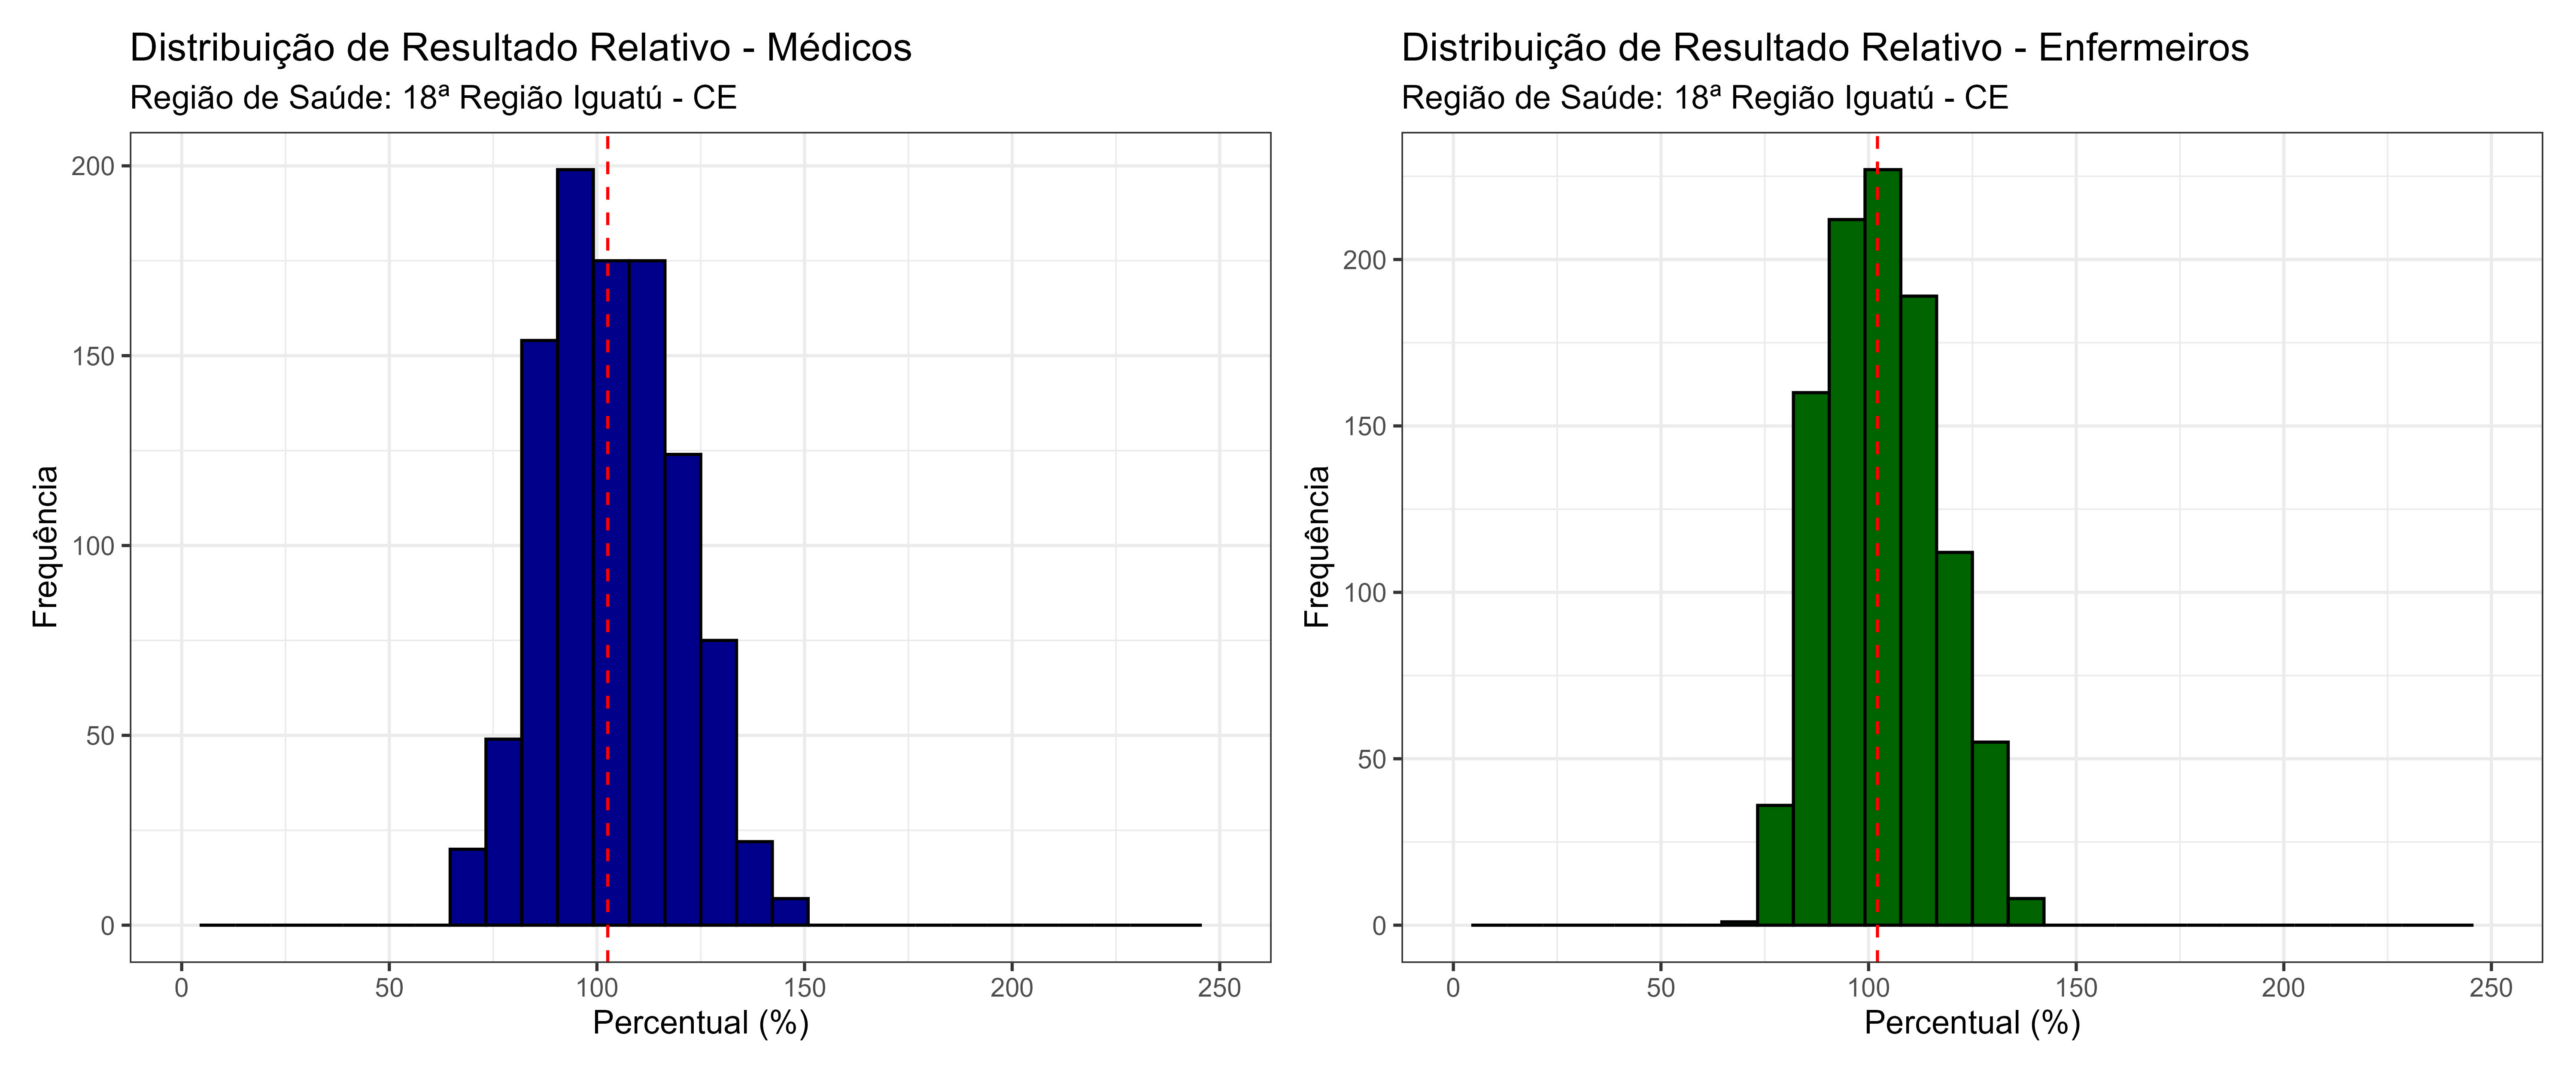 Distribuição de Resultado Relativo - Médicos
Região de Saúde: 18ª Região Iguatú - CE
200
150
100
50
0
Frequência
0 50 100 150 200 250
Percentual (%)
Distribuição de Resultado Relativo - Enfermeiros
Região de Saúde: 18ª Região Iguatú - CE
200
150
100
50
0
Frequência
0 50 100 150 200 250
Percentual (%)